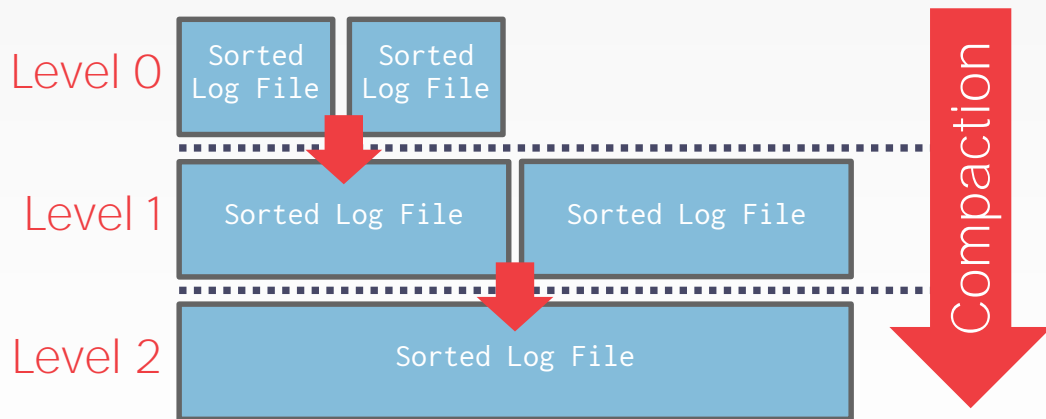 Level 0
Sorted
Log File
Sorted
Log File
Level 1
Sorted Log File
Sorted Log File
Level 2
Sorted Log File
Compaction